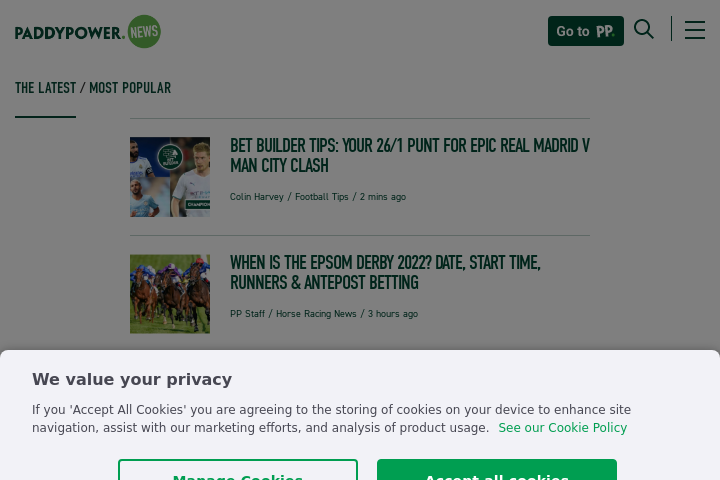 PADDYPOWER. NEWS
Go to PP.
THE LATEST / MOST POPULAR
BET BUILDER TIPS: YOUR 26/1 PUNT FOR EPIC REAL MADRID V
MAN CITY CLASH
Colin Harvey / Football Tips / 2 mins ago
WHEN IS THE EPSOM DERBY 2022? DATE, START TIME,
RUNNERS & ANTEPOST BETTING
PP Staff / Horse Racing News / 3 hours ago
We value your privacy
If you 'Accept All Cookies' you are agreeing to the storing of cookies on your device to enhance site
navigation, assist with our marketing efforts, and analysis of product usage. See our Cookie Policy
Manage Cookies
Accept all cookies